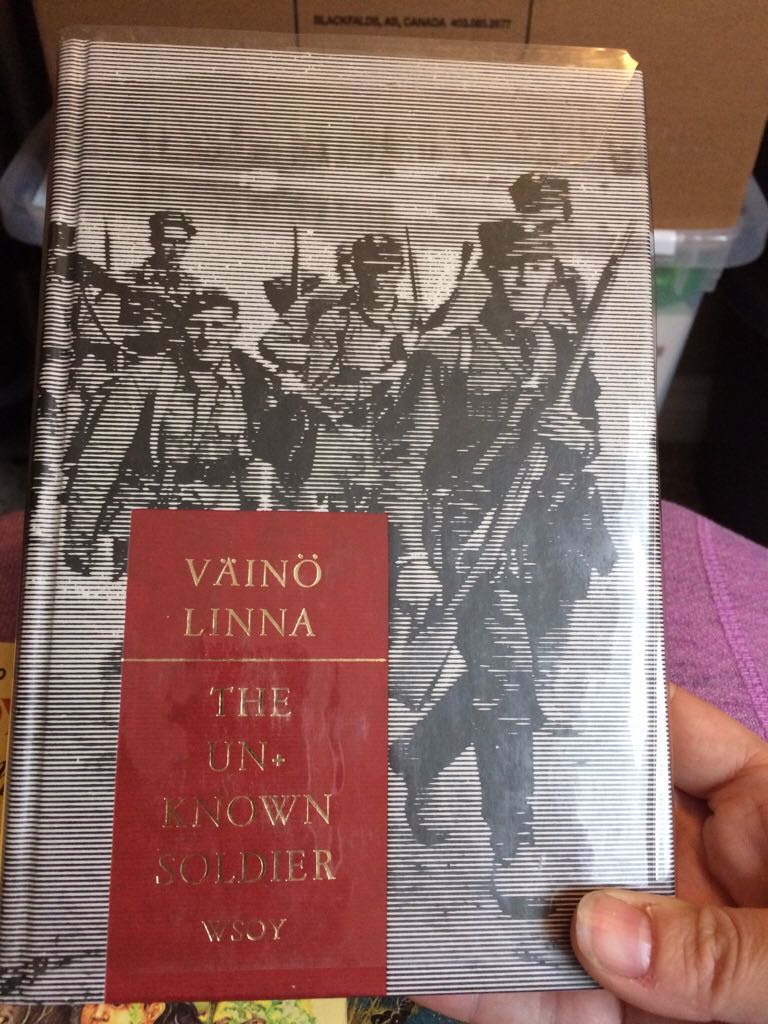 BLACKFALDS, AB, CANADA
VÄINÖ
LINNA
THE
UN-
KNOWN
SOLDIER
WSOY